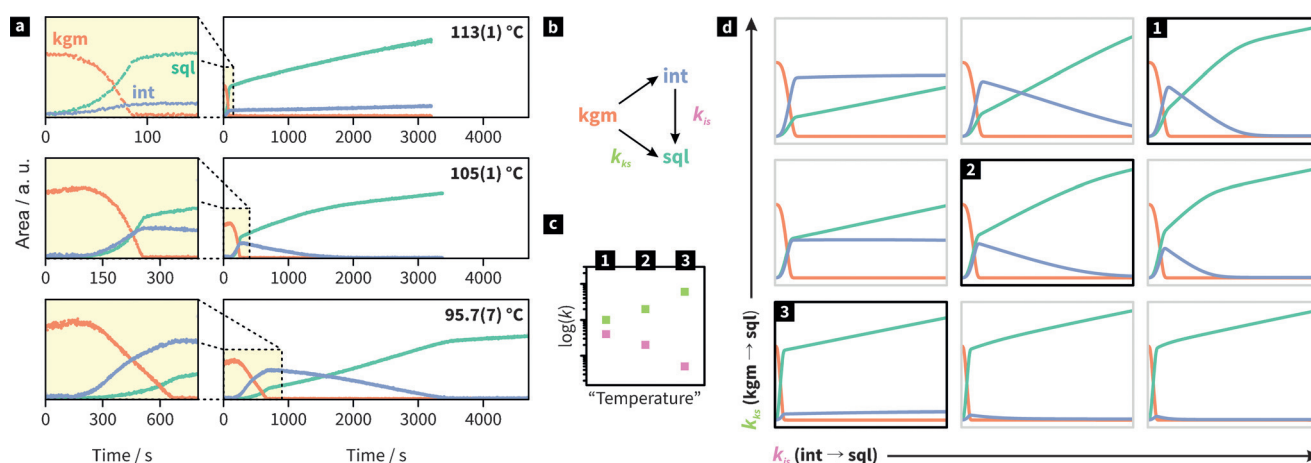 a
b
d
kgm
sql
int
113(1) °C
0
100
0
1000
2000
3000
4000
105(1) °C
0
150
300
0
1000
2000
3000
4000
95.7(7) °C
0
300
600
0
1000
2000
3000
4000
Area / a. u.
Time / s
Time / s
int
kgm
k_is
k_ks
sql
c
1 2 3
log(k)
“Temperature”
1
2
3
k_ks (kgm → sql)
k_is (int → sql)